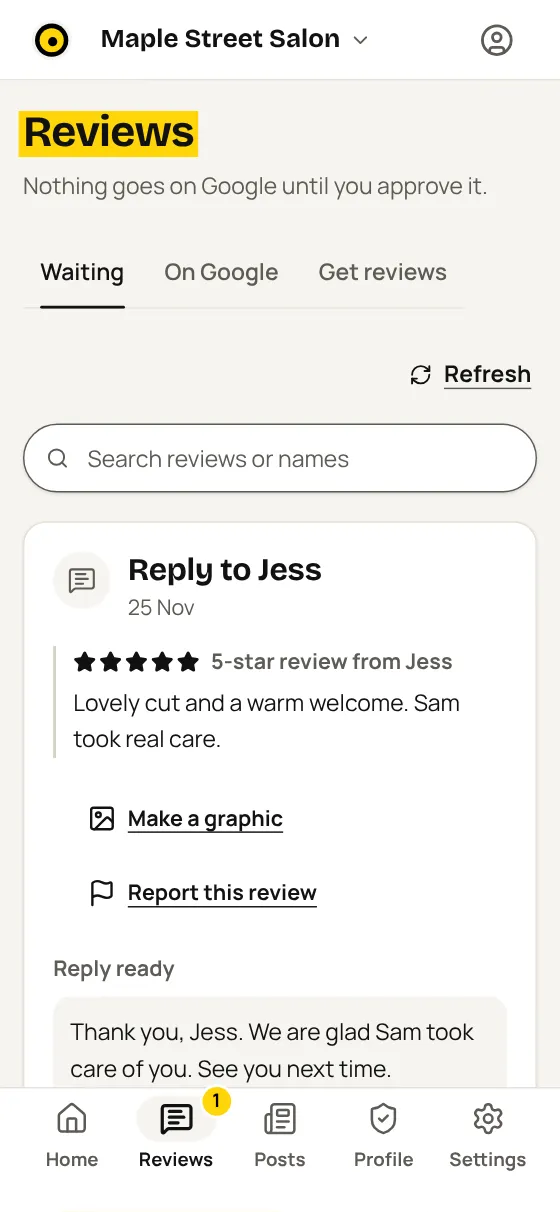 Maple Street Salon
Reviews
Nothing goes on Google until you approve it.
Waiting
On Google
Get reviews
Refresh
Search reviews or names
Reply to Jess
25 Nov
5-star review from Jess
Lovely cut and a warm welcome. Sam
took real care.
Make a graphic
Report this review
Reply ready
Thank you, Jess. We are glad Sam took
care of you. See you next time.
1
Home
Reviews
Posts
Profile
Settings